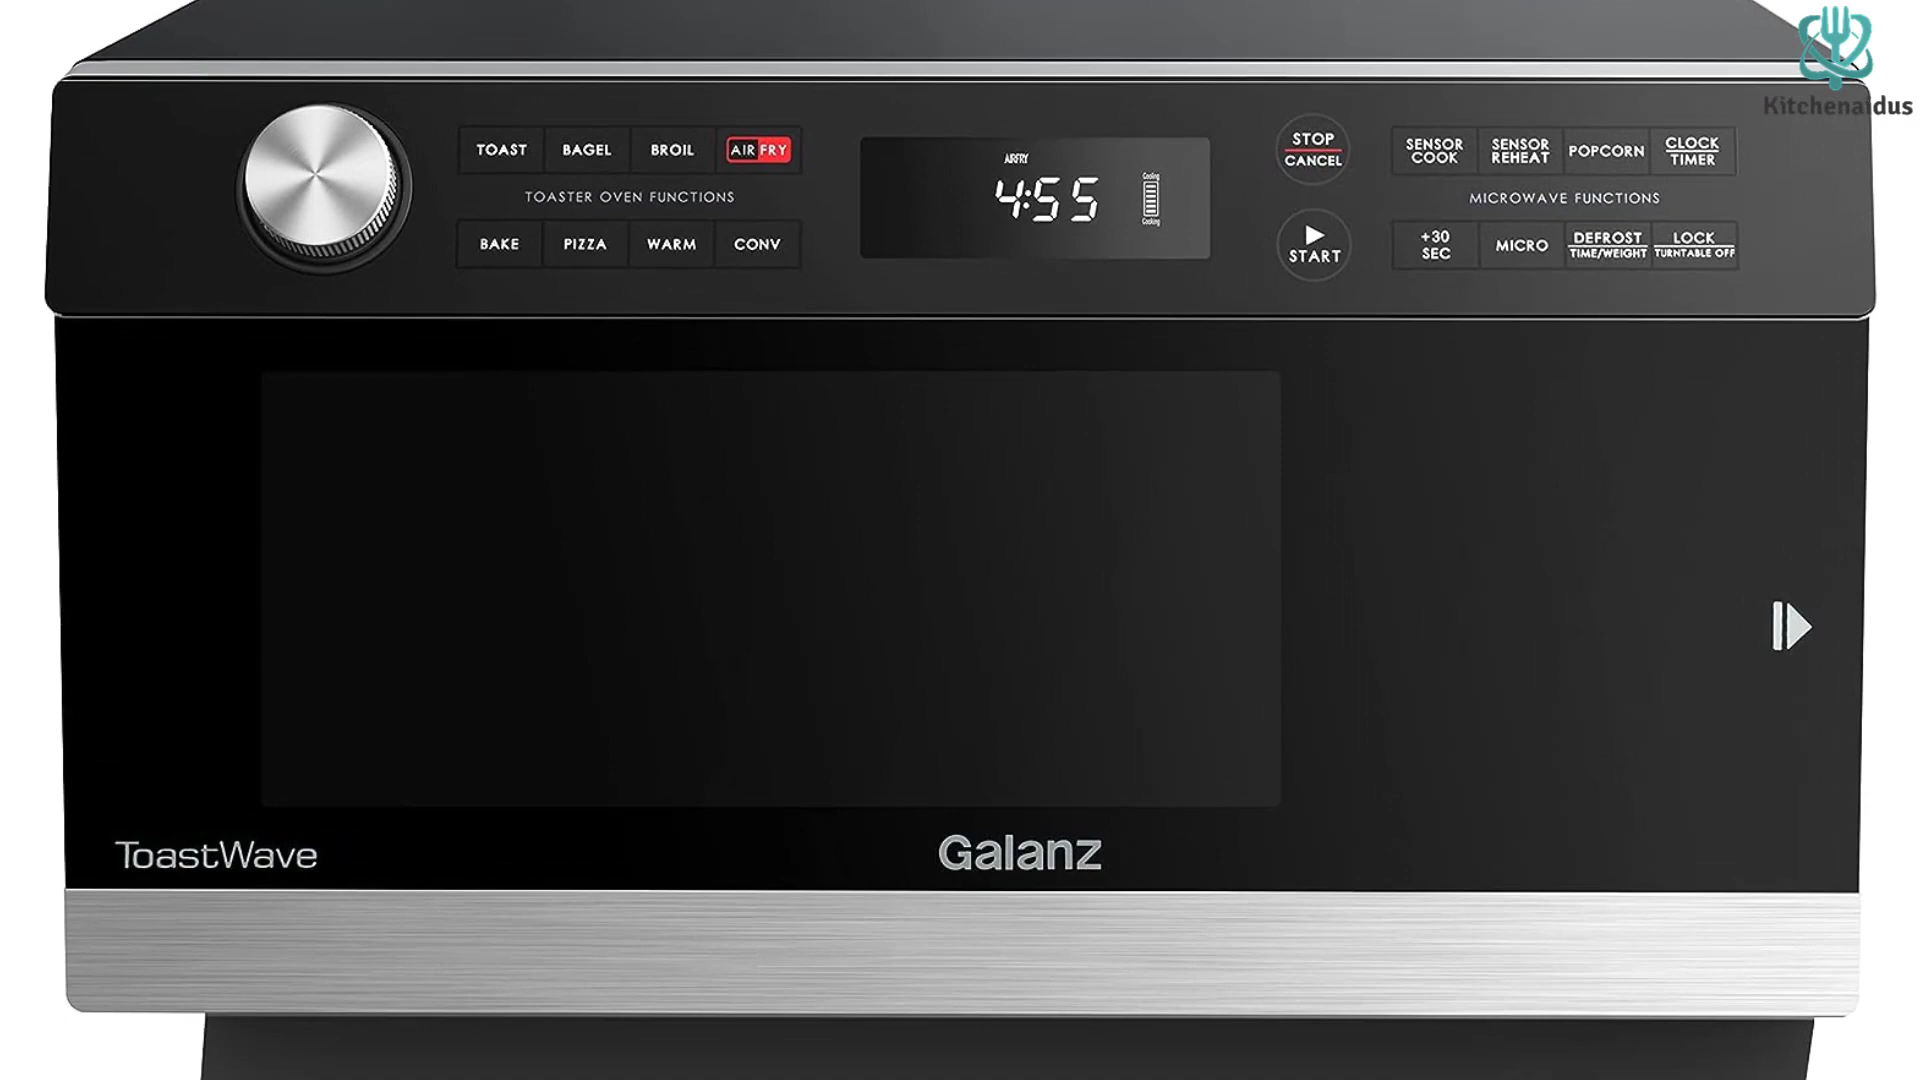 Kitchenaidus
TOAST BAGEL BROIL AIR FRY
TOASTER OVEN FUNCTIONS
BAKE PIZZA WARM CONV
AIRFRY
4:55
Cooling
Cooking
STOP
CANCEL
START
SENSOR COOK
SENSOR REHEAT
POPCORN
CLOCK
TIMER
MICROWAVE FUNCTIONS
+30 SEC
MICRO
DEFROST
TIME/WEIGHT
LOCK
TURNTABLE OFF
ToastWave
Galanz